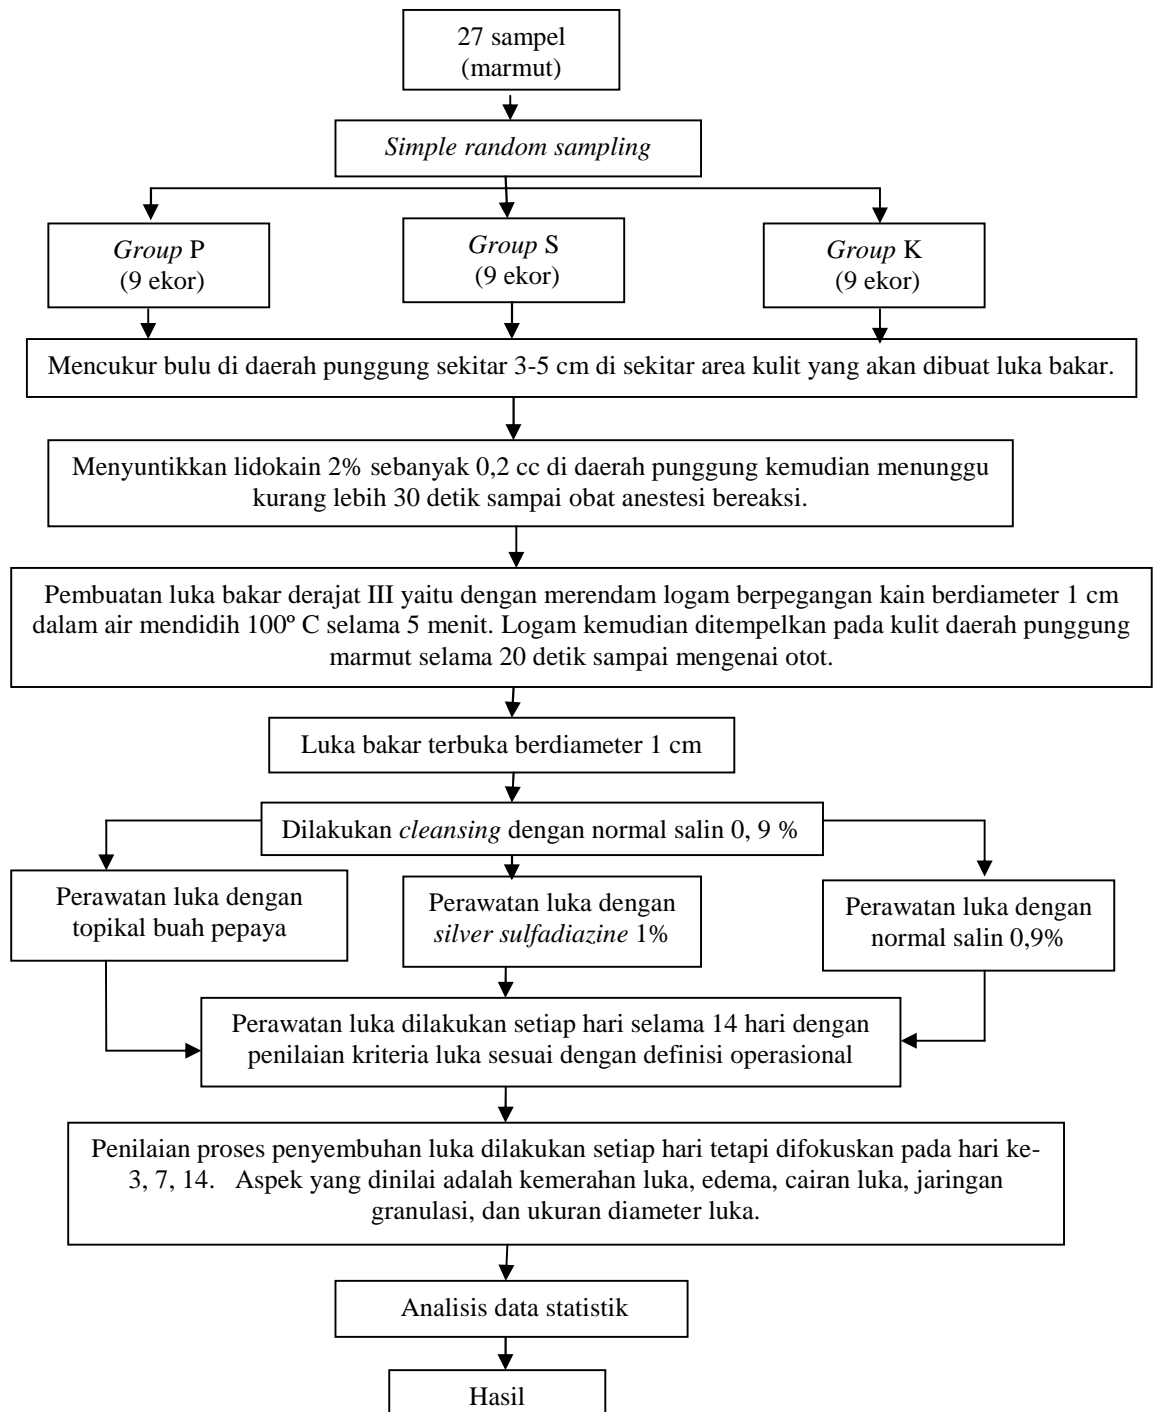 27 sampel
(marmut)
Simple random sampling
Group P
(9 ekor)
Group S
(9 ekor)
Group K
(9 ekor)
Mencukur bulu di daerah punggung sekitar 3-5 cm di sekitar area kulit yang akan dibuat luka bakar.
Menyuntikkan lidokain 2% sebanyak 0,2 cc di daerah punggung kemudian menunggu
kurang lebih 30 detik sampai obat anestesi bereaksi.
Pembuatan luka bakar derajat III yaitu dengan merendam logam berpegangan kain berdiameter 1 cm
dalam air mendidih 100º C selama 5 menit. Logam kemudian ditempelkan pada kulit daerah punggung
marmut selama 20 detik sampai mengenai otot.
Luka bakar terbuka berdiameter 1 cm
Dilakukan cleansing dengan normal salin 0, 9 %
Perawatan luka dengan
topikal buah pepaya
Perawatan luka dengan
silver sulfadiazine 1%
Perawatan luka dengan
normal salin 0,9%
Perawatan luka dilakukan setiap hari selama 14 hari dengan
penilaian kriteria luka sesuai dengan definisi operasional
Penilaian proses penyembuhan luka dilakukan setiap hari tetapi difokuskan pada hari ke-
3, 7, 14. Aspek yang dinilai adalah kemerahan luka, edema, cairan luka, jaringan
granulasi, dan ukuran diameter luka.
Analisis data statistik
Hasil